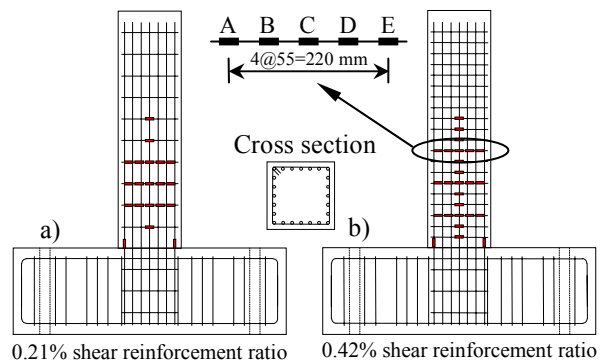 A B C D E
4@55=220 mm
Cross section
a)
b)
0.21% shear reinforcement ratio
0.42% shear reinforcement ratio